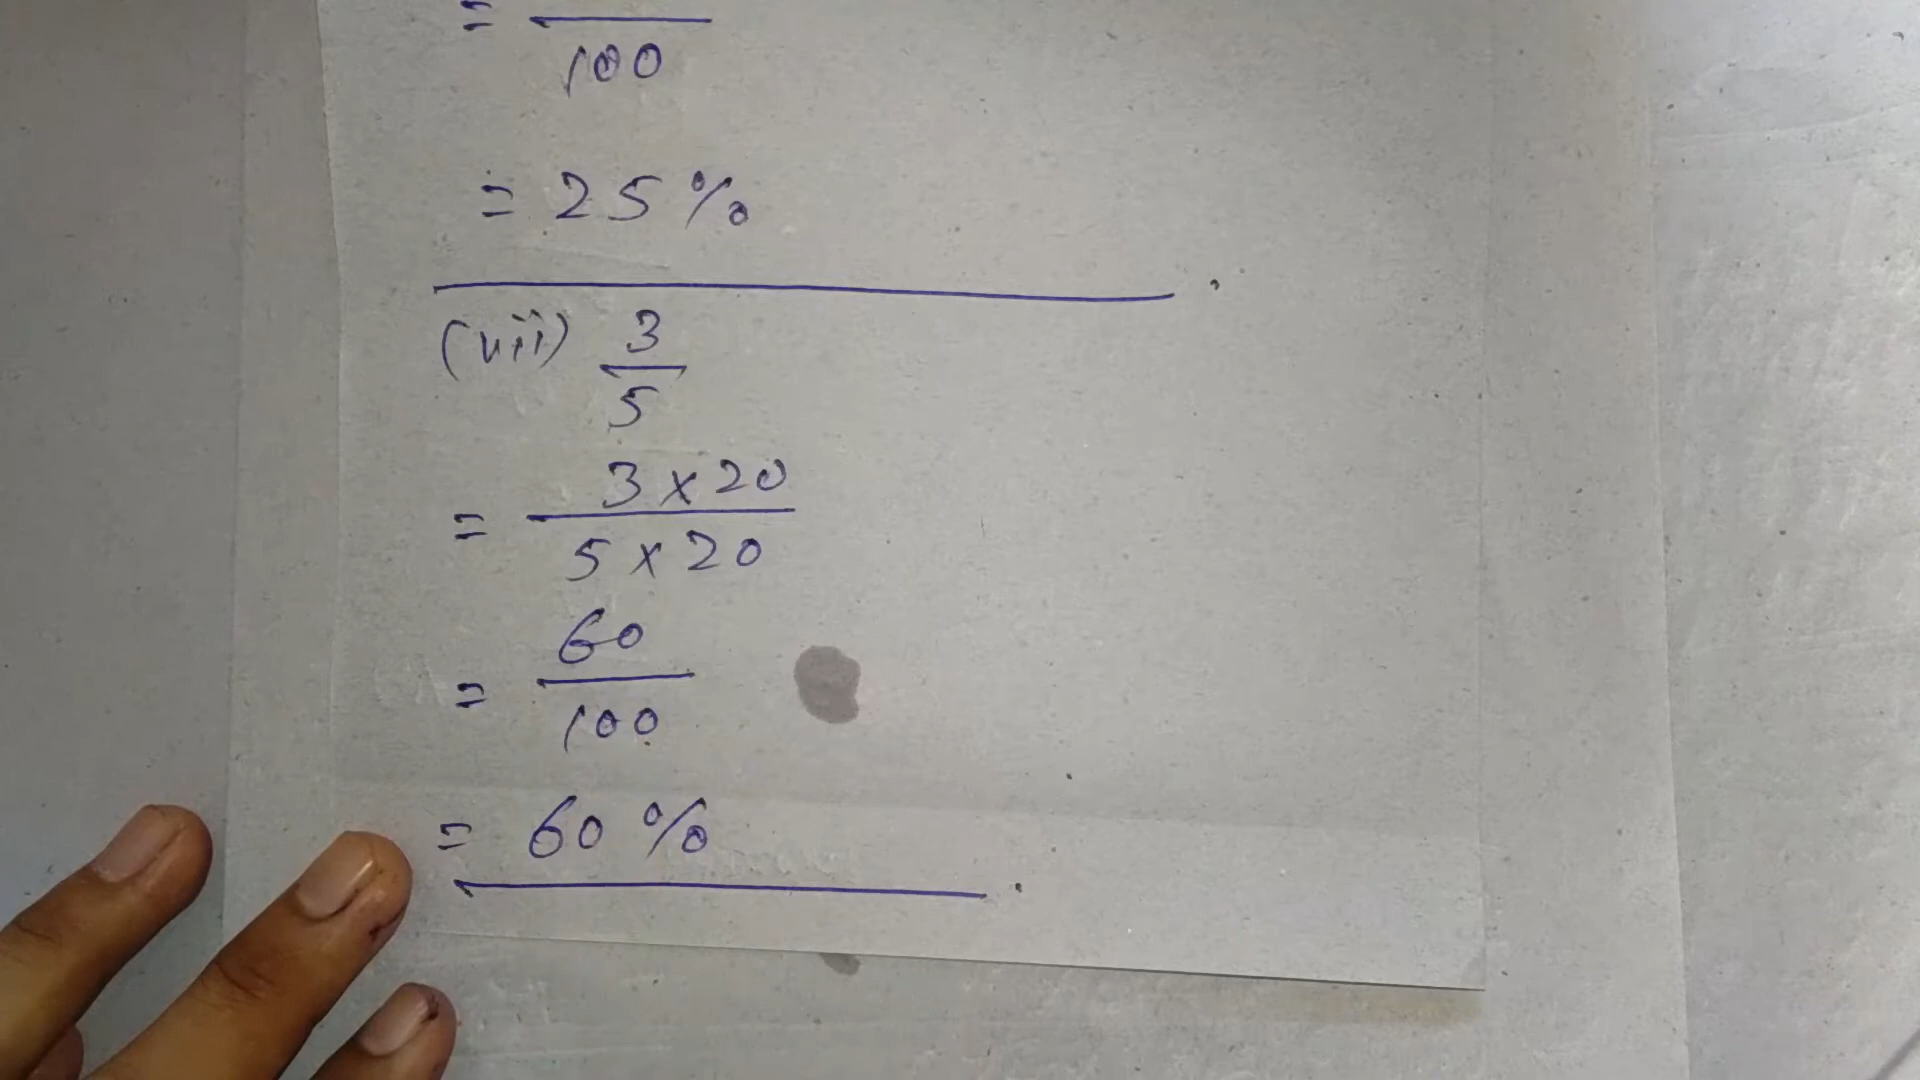 = ―
100
= 25%
(vii) 3/5
= 3 x 20 / 5 x 20
= 60 / 100
= 60 %